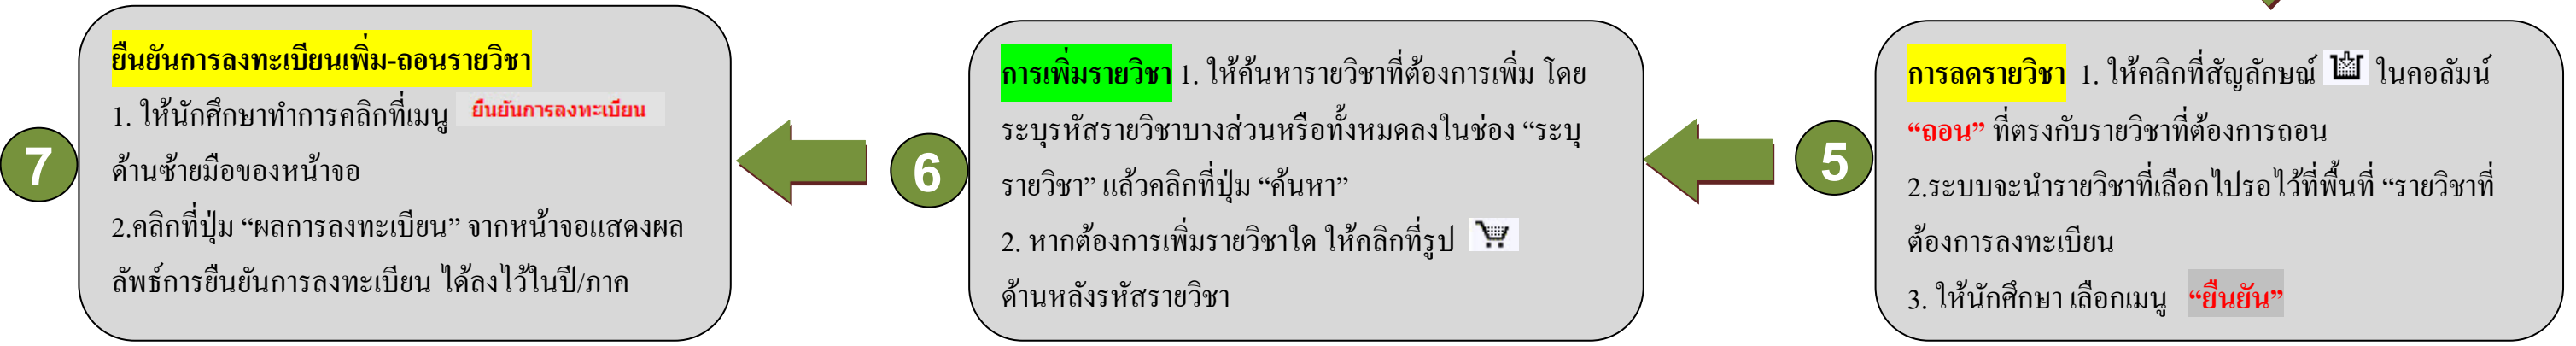 7
ยืนยันการลงทะเบียนเพิ่ม-ถอนรายวิชา
1. ให้นักศึกษาทำการคลิกที่เมนู ยืนยันการลงทะเบียน
ด้านซ้ายมือของหน้าจอ
2.คลิกที่ปุ่ม “ผลการลงทะเบียน” จากหน้าจอแสดงผล
ลัพธ์การยืนยันการลงทะเบียน ได้ลงไว้ในปี/ภาค
6
การเพิ่มรายวิชา 1. ให้ค้นหารายวิชาที่ต้องการเพิ่ม โดย
ระบุรหัสรายวิชาบางส่วนหรือทั้งหมดลงในช่อง “ระบุ
รายวิชา” แล้วคลิกที่ปุ่ม “ค้นหา”
2. หากต้องการเพิ่มรายวิชาใด ให้คลิกที่รูป
ด้านหลังรหัสรายวิชา
5
การลดรายวิชา 1. ให้คลิกที่สัญลักษณ์ ในคอลัมน์
“ถอน” ที่ตรงกับรายวิชาที่ต้องการถอน
2.ระบบจะนำรายวิชาที่เลือกไปรอไว้ที่พื้นที่ “รายวิชาที่
ต้องการลงทะเบียน
3. ให้นักศึกษา เลือกเมนู “ยืนยัน”